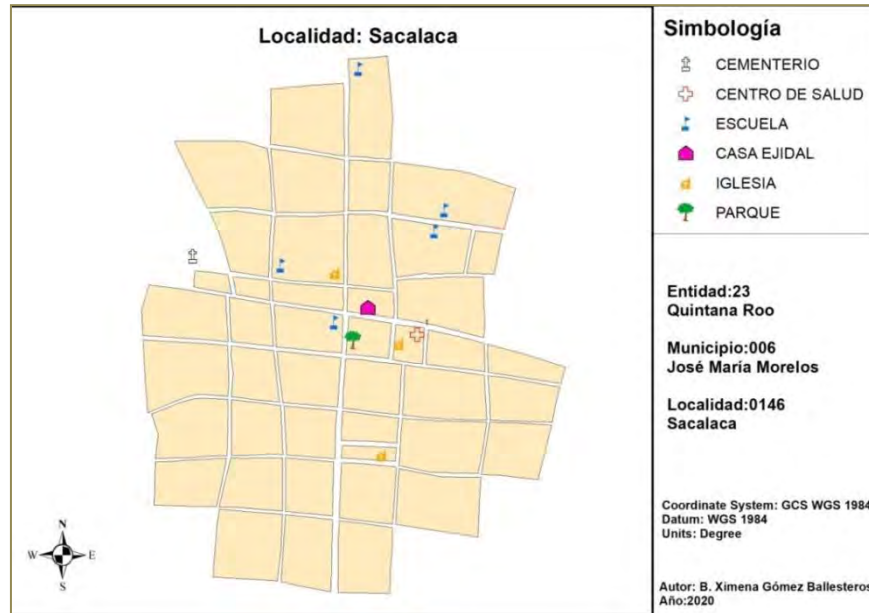 Localidad: Sacalaca
Simbología
CEMENTERIO
CENTRO DE SALUD
ESCUELA
CASA EJIDAL
IGLESIA
PARQUE
Entidad:23
Quintana Roo
Municipio:006
José María Morelos
Localidad:0146
Sacalaca
Coordinate System: GCS WGS 1984
Datum: WGS 1984
Units: Degree
Autor: B. Ximena Gómez Ballesteros
Año:2020
N
W
E
S